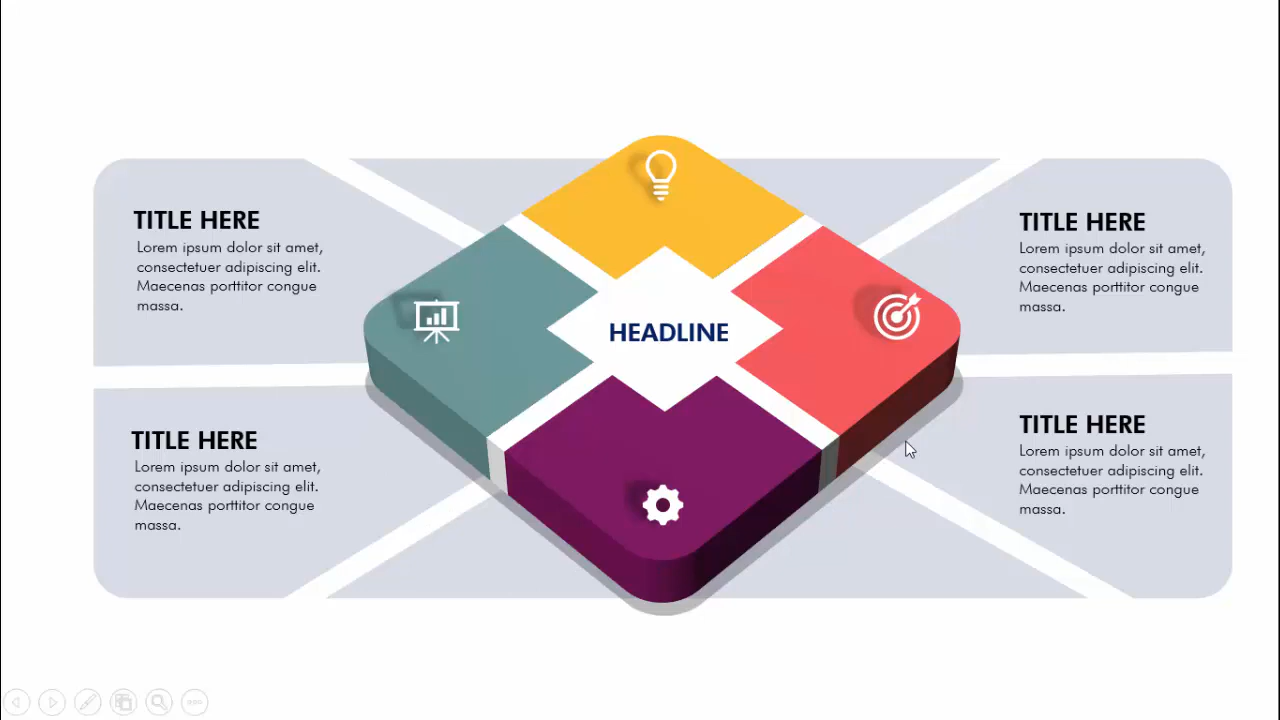 TITLE HERE
Lorem ipsum dolor sit amet,
consectetuer adipiscing elit.
Maecenas porttitor congue
massa.
TITLE HERE
Lorem ipsum dolor sit amet,
consectetuer adipiscing elit.
Maecenas porttitor congue
massa.
HEADLINE
TITLE HERE
Lorem ipsum dolor sit amet,
consectetuer adipiscing elit.
Maecenas porttitor congue
massa.
TITLE HERE
Lorem ipsum dolor sit amet,
consectetuer adipiscing elit.
Maecenas porttitor congue
massa.